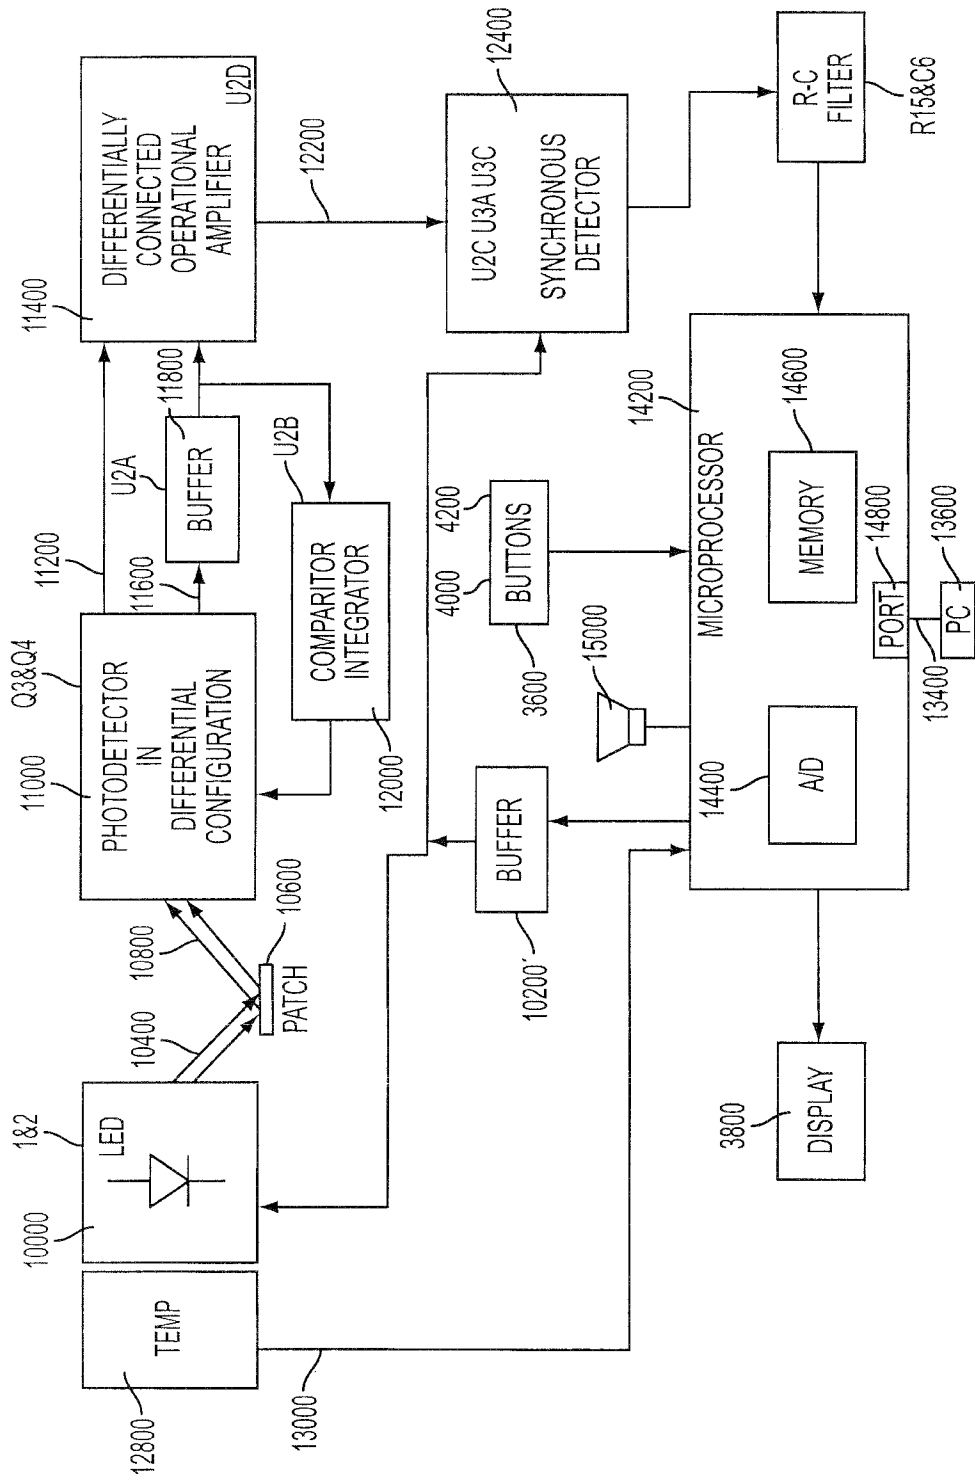 12800
TEMP
13000
10000
1&2
LED
10400
10800
PATCH
10600
11000
Q3&Q4
PHOTODETECTOR
IN
DIFFERENTIAL
CONFIGURATION
11200
11600
U2A
BUFFER
11800
COMPARITOR
INTEGRATOR
U2B
12000
11400
DIFFERENTIALLY
CONNECTED
OPERATIONAL
AMPLIFIER
U2D
12200
12400
U2C U3A U3C
SYNCHRONOUS
DETECTOR
R-C
FILTER
R15&C6
BUFFER
10200´
15000
4000
4200
BUTTONS
3600
14200
MICROPROCESSOR
14400
A/D
MEMORY
14600
PORT
14800
13400
PC
13600
3800
DISPLAY